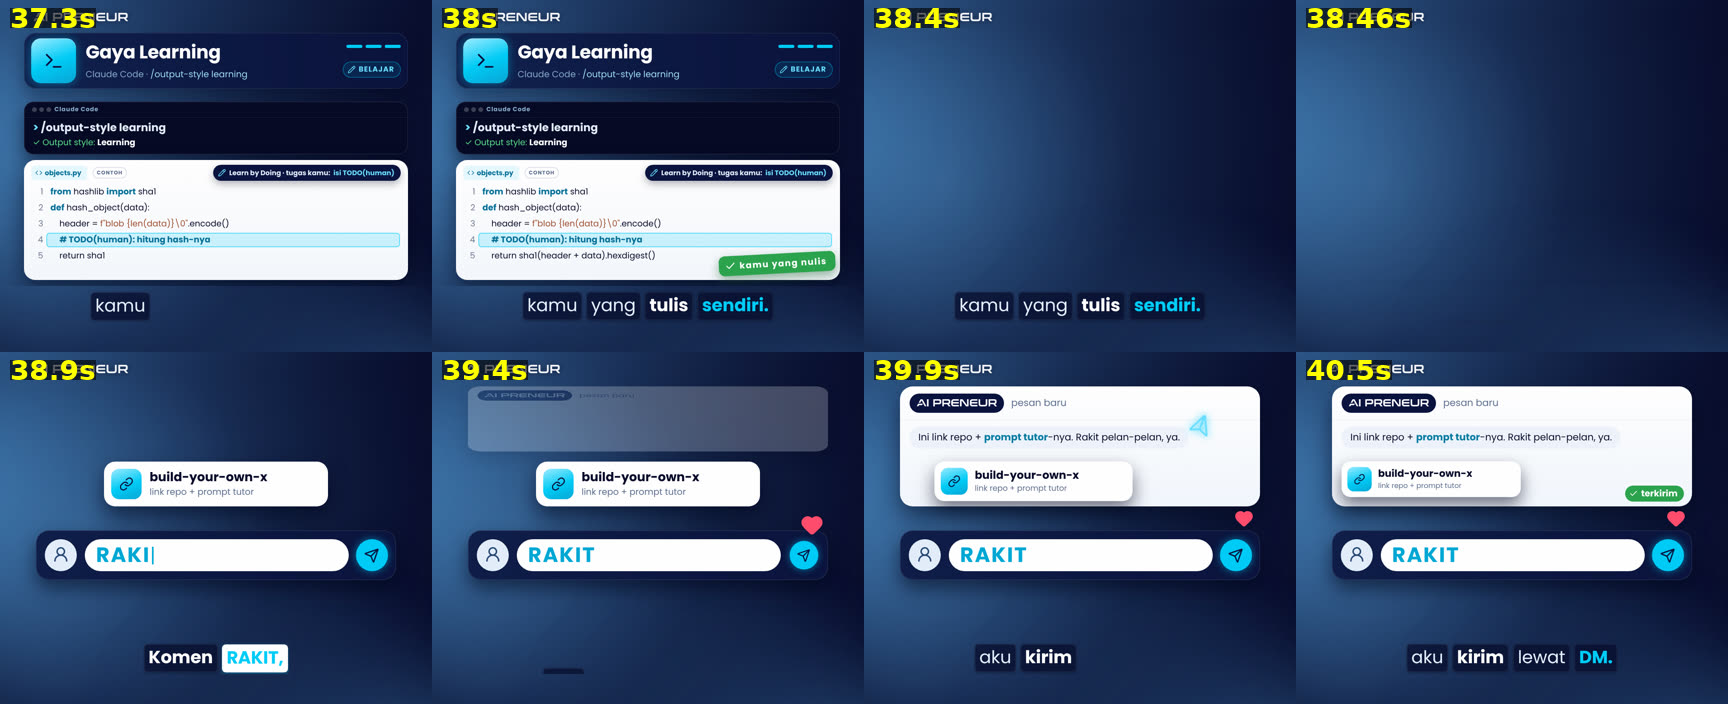 37.3s
PRENEUR
Gaya Learning
Claude Code · /output-style learning
BELAJAR
Claude Code
> /output-style learning
✓ Output style: Learning
<> objects.py
CONTOH
Learn by Doing · tugas kamu: isi TODO(human)
1 from hashlib import sha1
2 def hash_object(data):
3 header = f"blob {len(data)}\0".encode()
4 # TODO(human): hitung hash-nya
5 return sha1
kamu
38s
PRENEUR
Gaya Learning
Claude Code · /output-style learning
BELAJAR
Claude Code
> /output-style learning
✓ Output style: Learning
<> objects.py
CONTOH
Learn by Doing · tugas kamu: isi TODO(human)
1 from hashlib import sha1
2 def hash_object(data):
3 header = f"blob {len(data)}\0".encode()
4 # TODO(human): hitung hash-nya
5 return sha1(header + data).hexdigest()
✓ kamu yang nulis
kamu yang tulis sendiri.
38.4s
EUR
kamu yang tulis sendiri.
38.46s
UR
38.9s
EUR
build-your-own-x
link repo + prompt tutor
RAKI
Komen RAKIT,
39.4s
EUR
AI PRENEUR pesan baru
build-your-own-x
link repo + prompt tutor
RAKIT
39.9s
EUR
AI PRENEUR pesan baru
Ini link repo + prompt tutor-nya. Rakit pelan-pelan, ya.
build-your-own-x
link repo + prompt tutor
RAKIT
aku kirim
40.5s
EUR
AI PRENEUR pesan baru
Ini link repo + prompt tutor-nya. Rakit pelan-pelan, ya.
build-your-own-x
link repo + prompt tutor
✓ terkirim
RAKIT
aku kirim lewat DM.